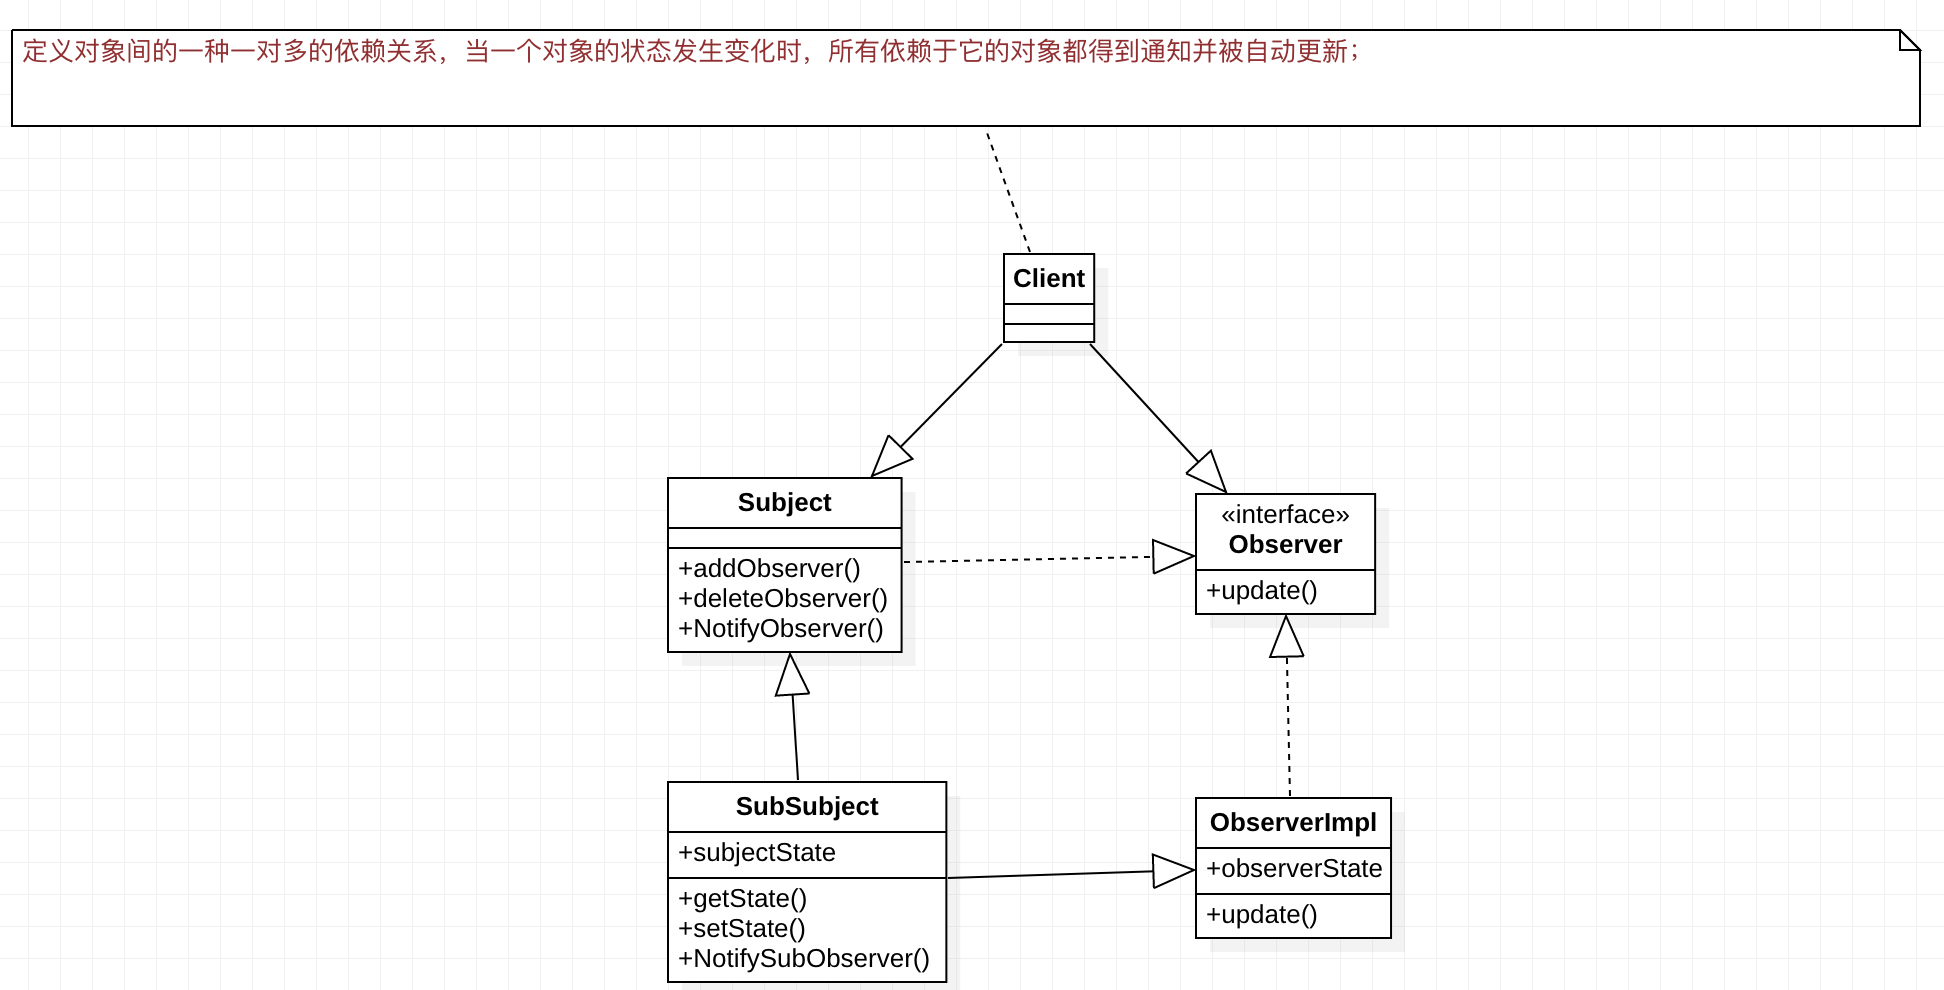 定义对象间的一种一对多的依赖关系，当一个对象的状态发生变化时，所有依赖于它的对象都得到通知并被自动更新；
Client
Subject
+addObserver()
+deleteObserver()
+NotifyObserver()
«interface»
Observer
+update()
SubSubject
+subjectState
+getState()
+setState()
+NotifySubObserver()
ObserverImpl
+observerState
+update()